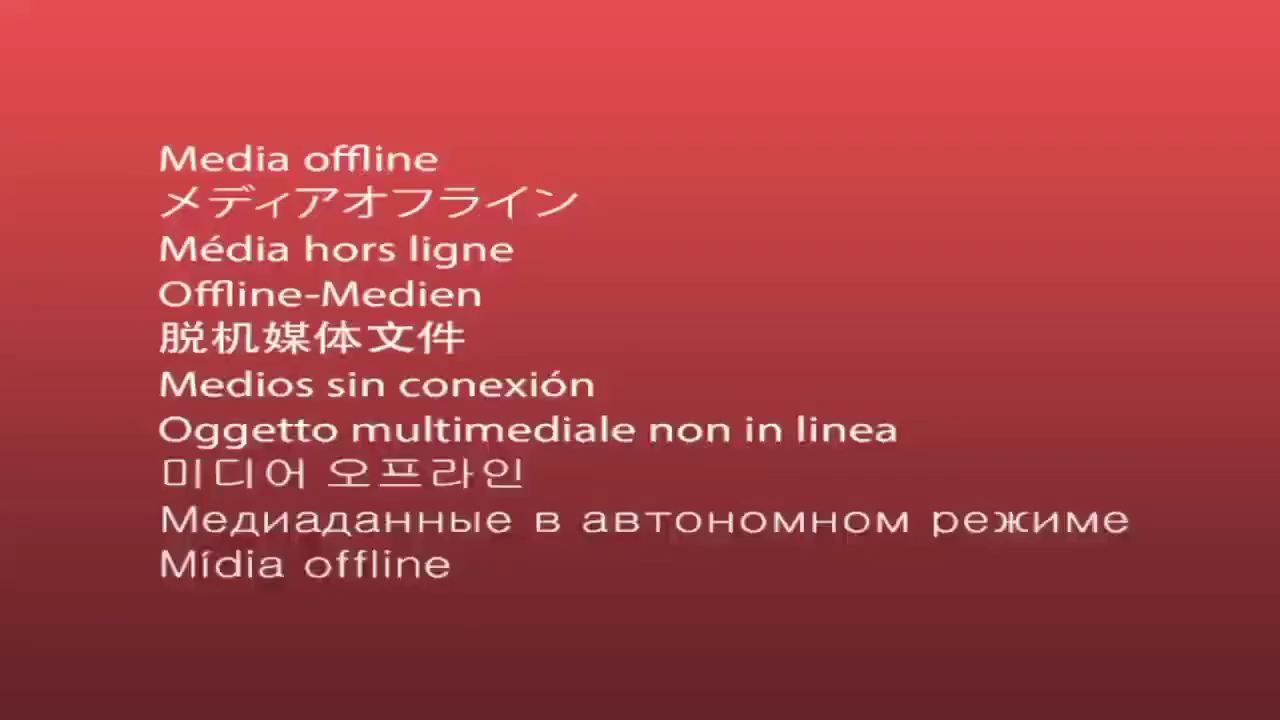 Media offline
メディアオフライン
Média hors ligne
Offline-Medien
脱机媒体文件
Medios sin conexión
Oggetto multimediale non in linea
미디어 오프라인
Медиаданные в автономном режиме
Mídia offline